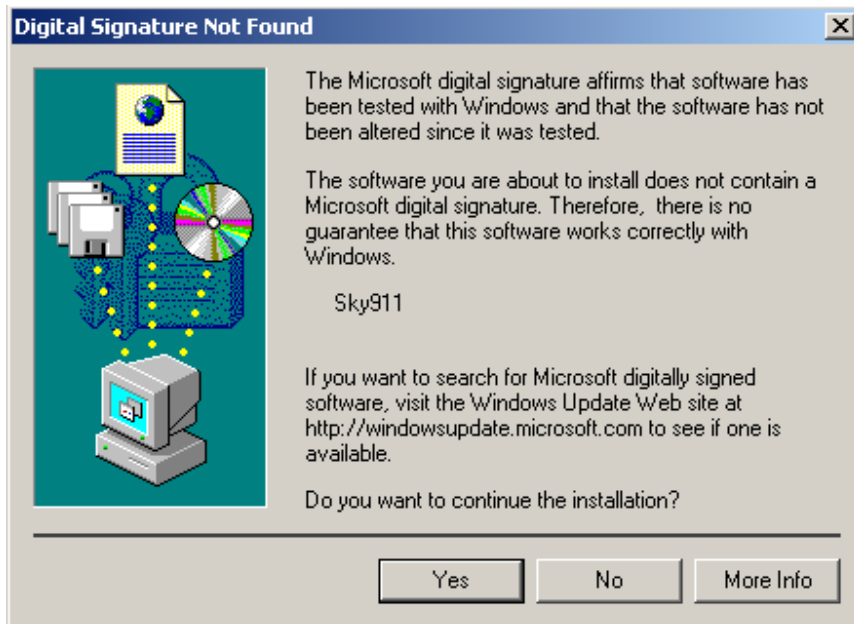 Digital Signature Not Found
The Microsoft digital signature affirms that software has
been tested with Windows and that the software has not
been altered since it was tested.
The software you are about to install does not contain a
Microsoft digital signature. Therefore,  there is no
guarantee that this software works correctly with
Windows.
Sky911
If you want to search for Microsoft digitally signed
software, visit the Windows Update Web site at
http://windowsupdate.microsoft.com to see if one is
available.
Do you want to continue the installation?
Yes No More Info